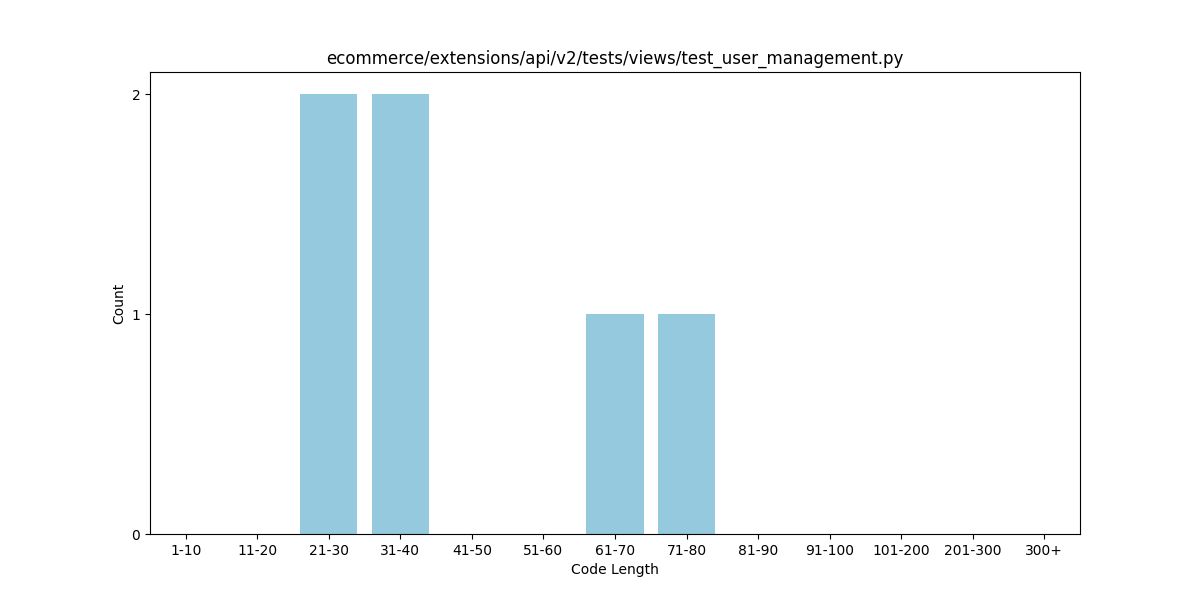 ecommerce/extensions/api/v2/tests/views/test_user_management.py
2
1
0
Count
1-10 11-20 21-30 31-40 41-50 51-60 61-70 71-80 81-90 91-100 101-200 201-300 300+
Code Length